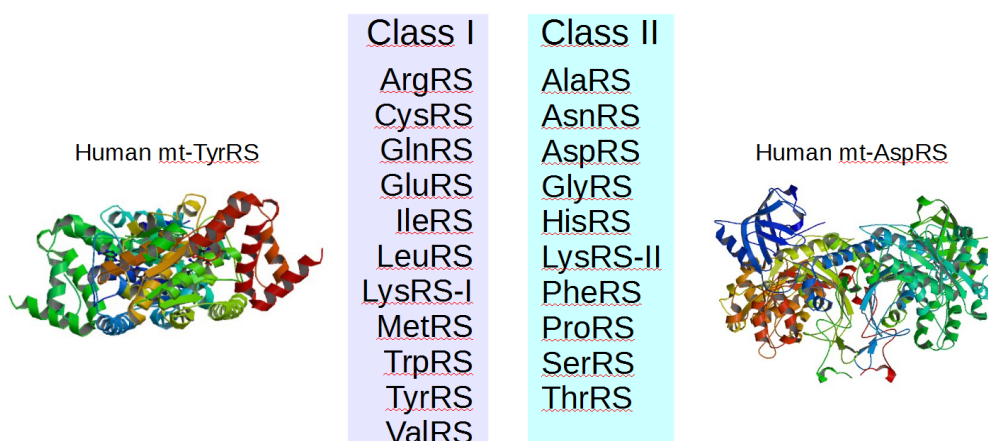 Class I
ArgRS
CysRS
GlnRS
GluRS
IleRS
LeuRS
LysRS-I
MetRS
TrpRS
TyrRS
ValRS
Class II
AlaRS
AsnRS
AspRS
GlyRS
HisRS
LysRS-II
PheRS
ProRS
SerRS
ThrRS
Human mt-TyrRS
Human mt-AspRS